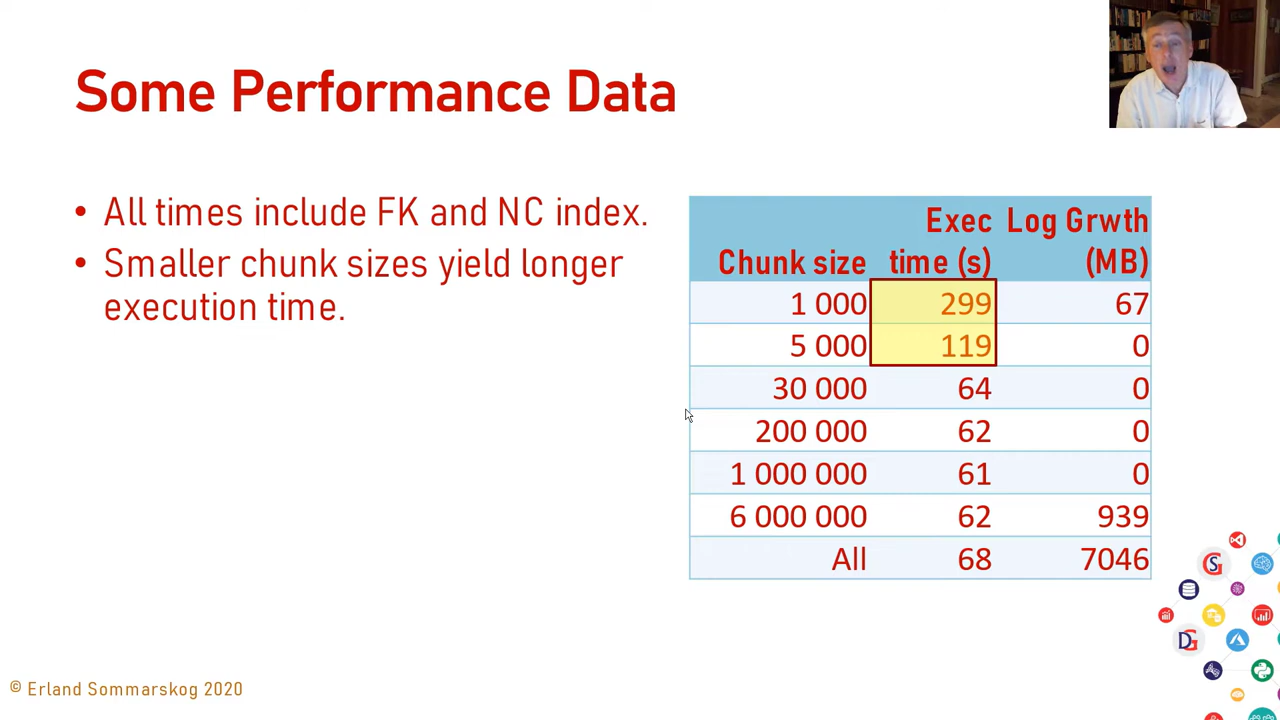 Some Performance Data
• All times include FK and NC index.
• Smaller chunk sizes yield longer
execution time.
Exec Log Grwth
Chunk size time (s) (MB)
1 000 299 67
5 000 119 0
30 000 64 0
200 000 62 0
1 000 000 61 0
6 000 000 62 939
All 68 7046
© Erland Sommarskog 2020